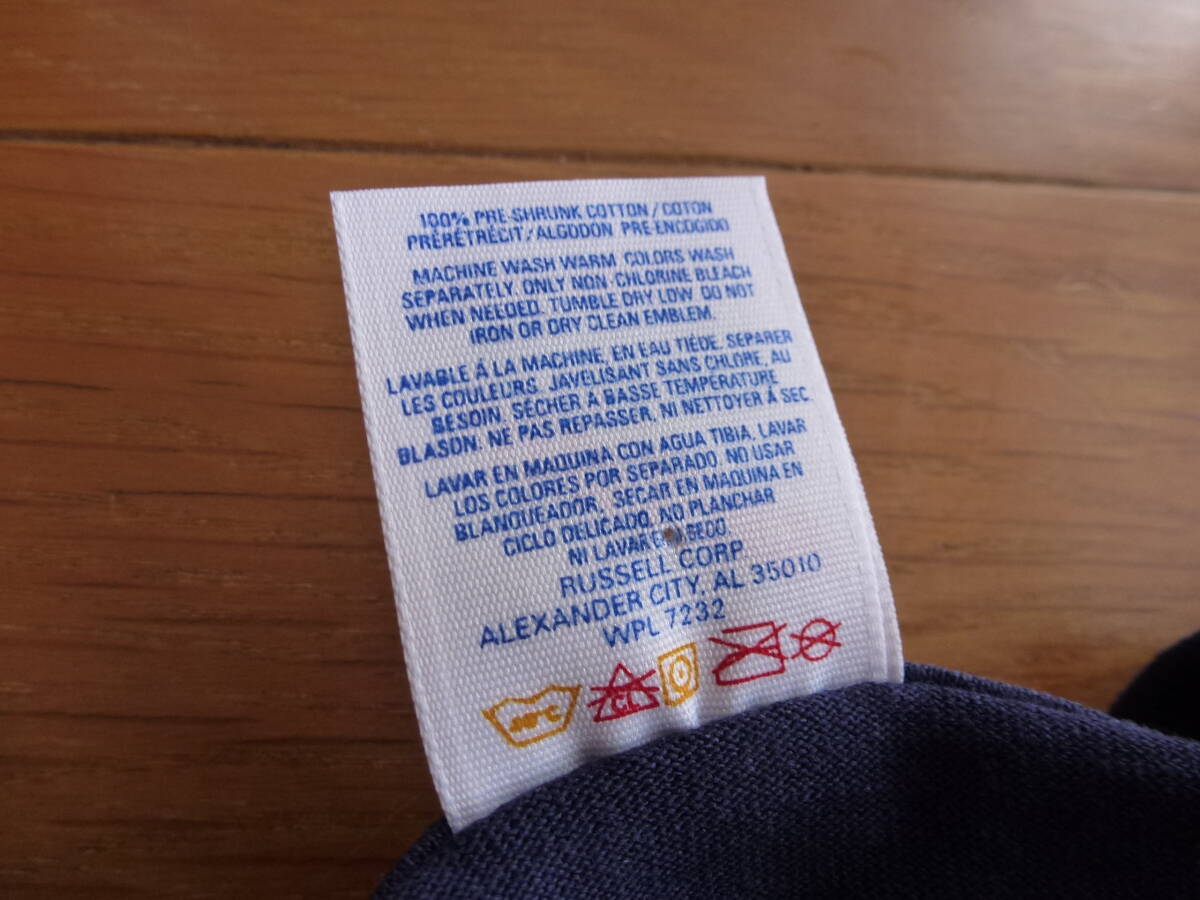 100% PRE-SHRUNK COTTON / COTON
PRÉRÉTRÉCIT / ALGODON PRE-ENCOGIDO
MACHINE WASH WARM. COLORS WASH
SEPARATELY. ONLY NON-CHLORINE BLEACH
WHEN NEEDED. TUMBLE DRY LOW. DO NOT
IRON OR DRY CLEAN EMBLEM.
LAVABLE À LA MACHINE, EN EAU TIÈDE. SEPARER
LES COULEURS. JAVELISANT SANS CHLORE, AU
BESOIN. SÉCHER À BASSE TEMPÉRATURE
BLASON. NE PAS REPASSER, NI NETTOYER À SEC.
LAVAR EN MAQUINA CON AGUA TIBIA. LAVAR
LOS COLORES POR SEPARADO. NO USAR
BLANQUEADOR. SECAR EN MAQUINA EN
CICLO DELICADO. NO PLANCHAR
NI LAVAR
RUSSELL CORP.
ALEXANDER CITY, AL 35010
WPL 7232
CL